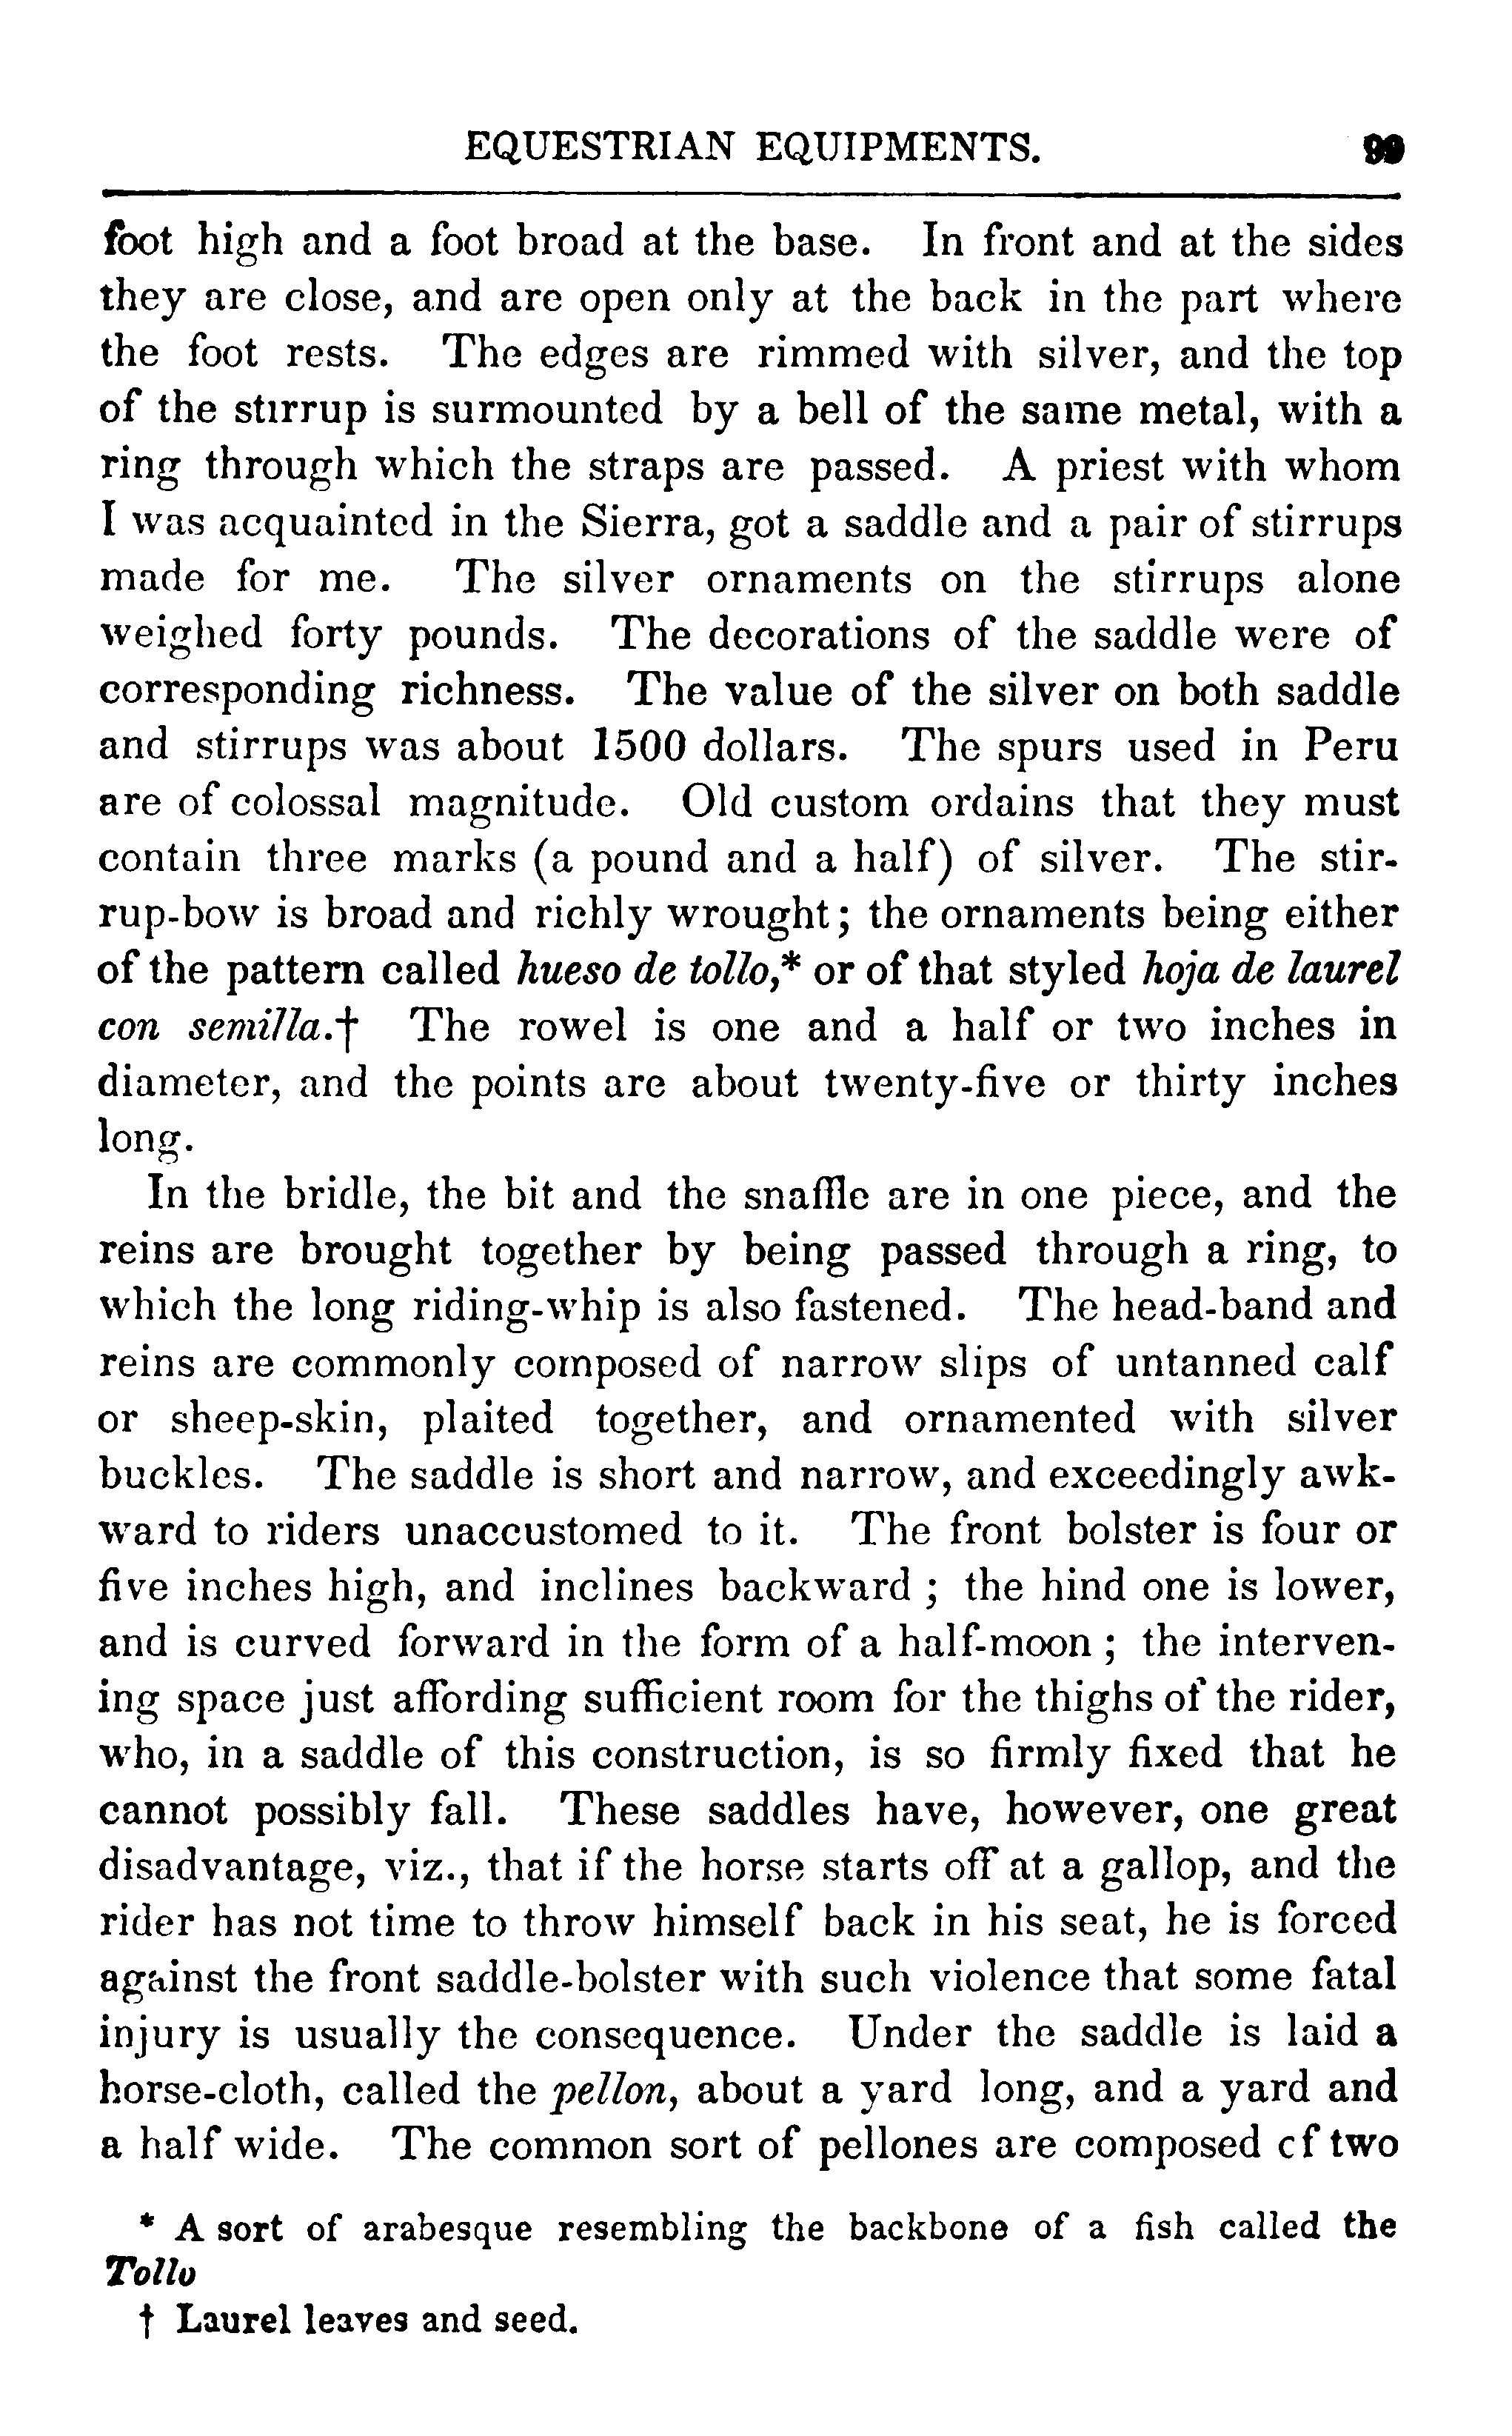 EQUESTRIAN EQUIPMENTS. 99
foot high and a foot broad at the base. In front and at the sides
they are close, and are open only at the back in the part where
the foot rests. The edges are rimmed with silver, and the top
of the stirrup is surmounted by a bell of the same metal, with a
ring through which the straps are passed. A priest with whom
I was acquainted in the Sierra, got a saddle and a pair of stirrups
made for me. The silver ornaments on the stirrups alone
weighed forty pounds. The decorations of the saddle were of
corresponding richness. The value of the silver on both saddle
and stirrups was about 1500 dollars. The spurs used in Peru
are of colossal magnitude. Old custom ordains that they must
contain three marks (a pound and a half) of silver. The stir-
rup-bow is broad and richly wrought; the ornaments being either
of the pattern called hueso de tollo,* or of that styled hoja de laurel
con semilla.† The rowel is one and a half or two inches in
diameter, and the points are about twenty-five or thirty inches
long.
In the bridle, the bit and the snaffle are in one piece, and the
reins are brought together by being passed through a ring, to
which the long riding-whip is also fastened. The head-band and
reins are commonly composed of narrow slips of untanned calf
or sheep-skin, plaited together, and ornamented with silver
buckles. The saddle is short and narrow, and exceedingly awk-
ward to riders unaccustomed to it. The front bolster is four or
five inches high, and inclines backward ; the hind one is lower,
and is curved forward in the form of a half-moon ; the interven-
ing space just affording sufficient room for the thighs of the rider,
who, in a saddle of this construction, is so firmly fixed that he
cannot possibly fall. These saddles have, however, one great
disadvantage, viz., that if the horse starts off at a gallop, and the
rider has not time to throw himself back in his seat, he is forced
against the front saddle-bolster with such violence that some fatal
injury is usually the consequence. Under the saddle is laid a
horse-cloth, called the pellon, about a yard long, and a yard and
a half wide. The common sort of pellones are composed cf two
* A sort of arabesque resembling the backbone of a fish called the
Tollo
† Laurel leaves and seed.